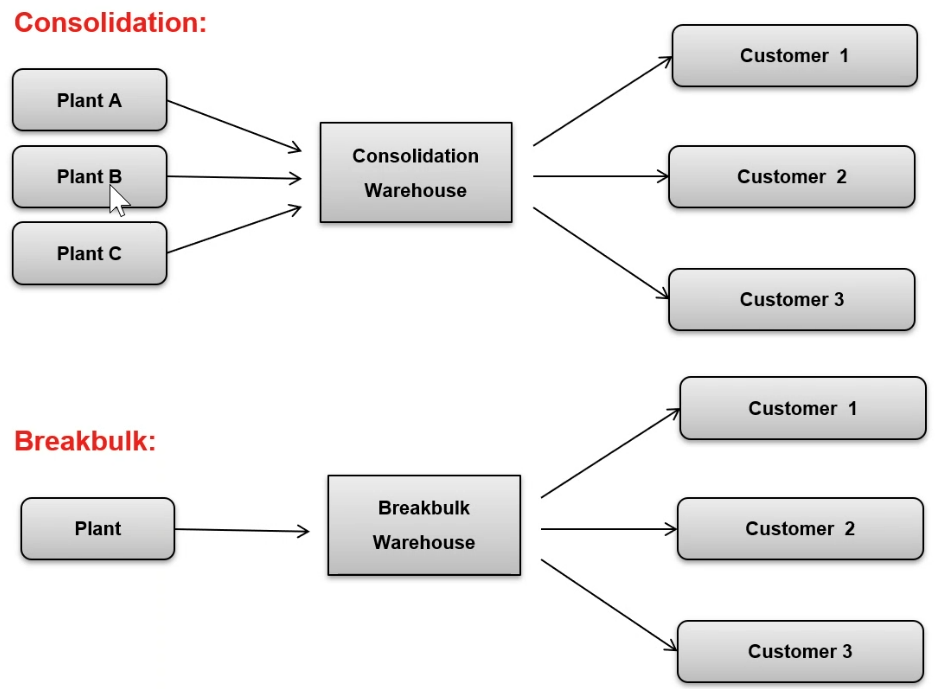 Consolidation:
Plant A
Plant B
Plant C
Consolidation
Warehouse
Customer 1
Customer 2
Customer 3
Breakbulk:
Plant
Breakbulk
Warehouse
Customer 1
Customer 2
Customer 3